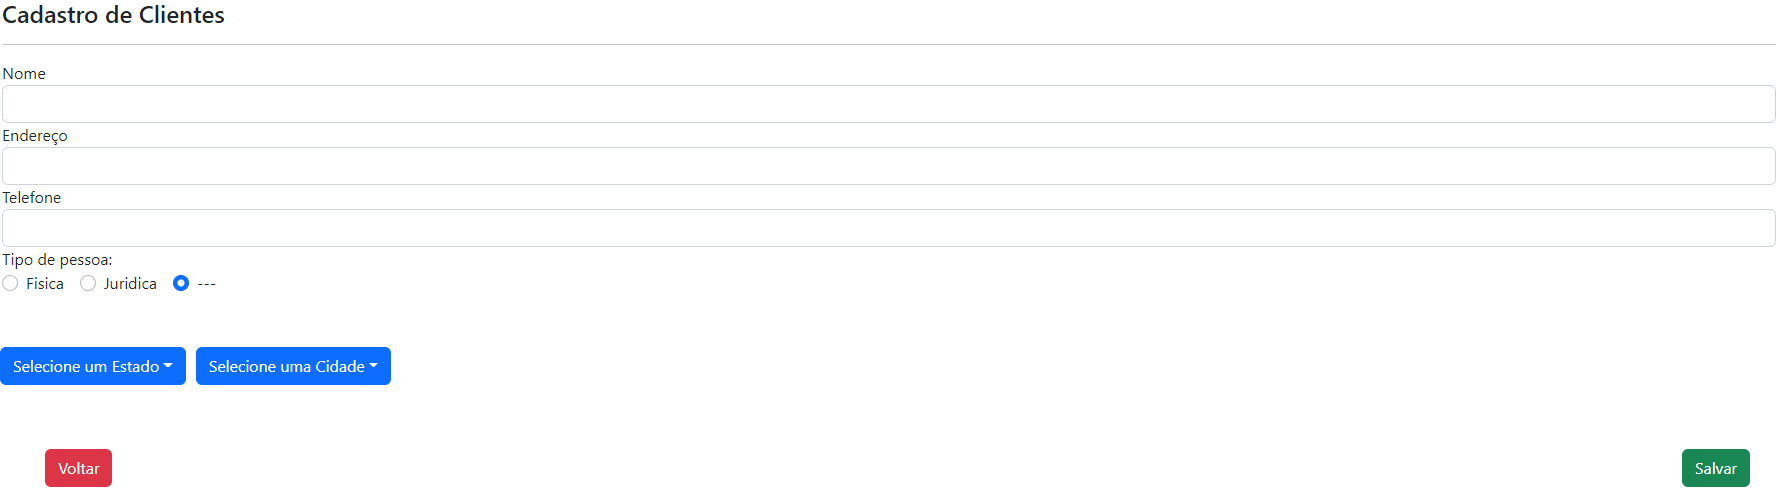 Cadastro de Clientes
Nome
Endereço
Telefone
Tipo de pessoa:
Fisica Juridica ---
Selecione um Estado Selecione uma Cidade
Voltar Salvar